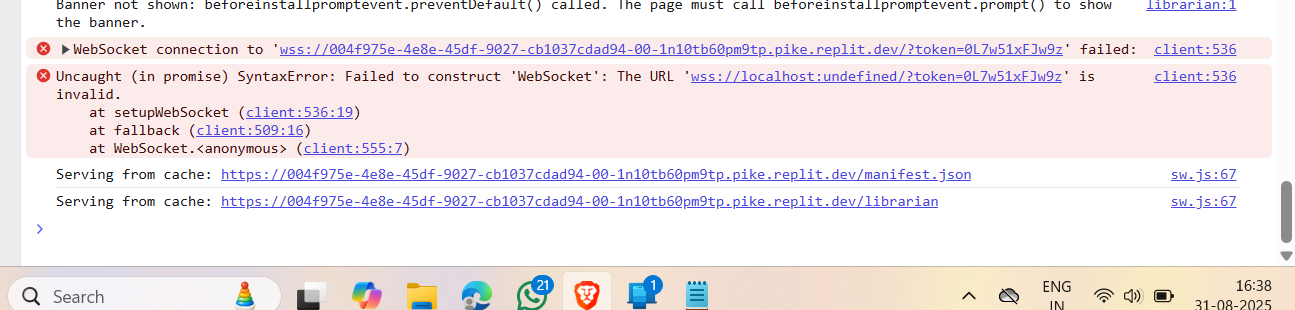 Banner not shown: beforeinstallpromptevent.preventDefault() called. The page must call beforeinstallpromptevent.prompt() to show librarian:1
the banner.
WebSocket connection to 'wss://004f975e-4e8e-45df-9027-cb1037cdad94-00-1n10tb60pm9tp.pike.replit.dev/?token=0L7w51xFJw9z' failed: client:536
Uncaught (in promise) SyntaxError: Failed to construct 'WebSocket': The URL 'wss://localhost:undefined/?token=0L7w51xFJw9z' is client:536
invalid.
at setupWebSocket (client:536:19)
at fallback (client:509:16)
at WebSocket.<anonymous> (client:555:7)
Serving from cache: https://004f975e-4e8e-45df-9027-cb1037cdad94-00-1n10tb60pm9tp.pike.replit.dev/manifest.json sw.js:67
Serving from cache: https://004f975e-4e8e-45df-9027-cb1037cdad94-00-1n10tb60pm9tp.pike.replit.dev/librarian sw.js:67
Search
21
1
ENG
IN
16:38
31-08-2025